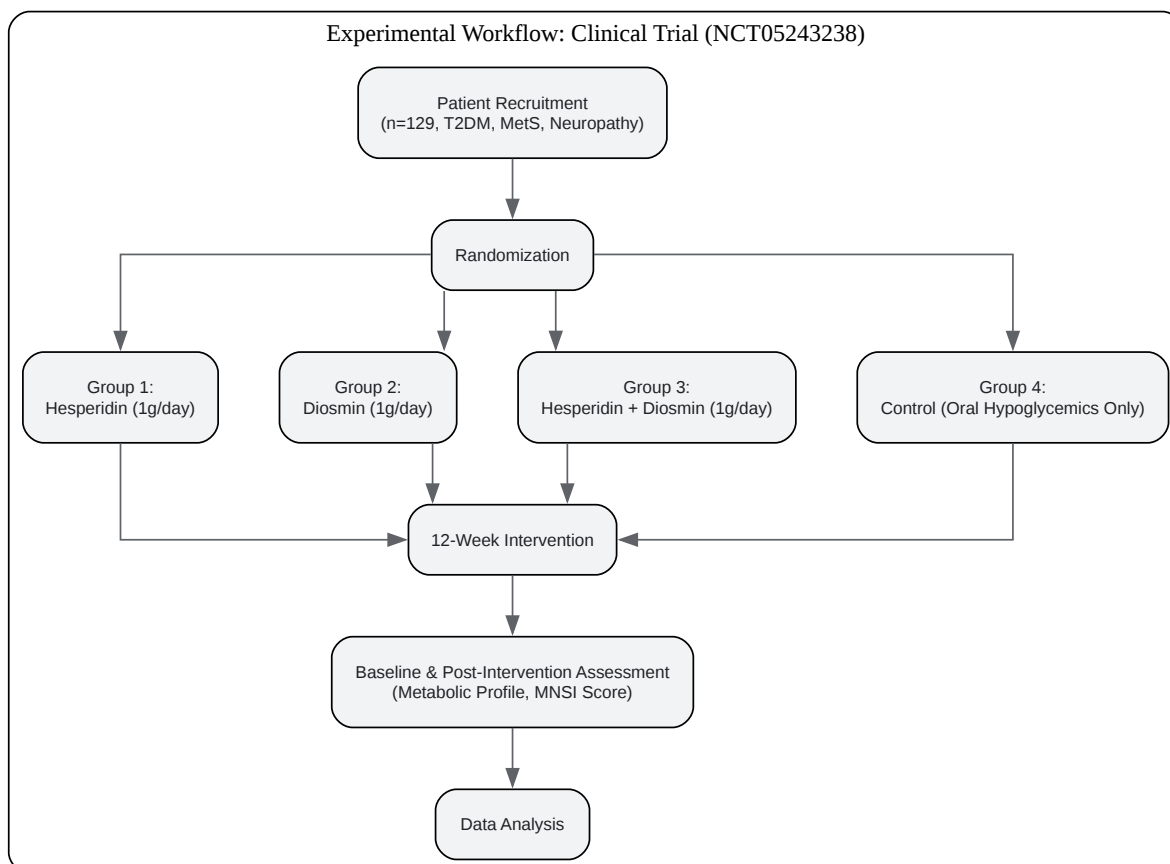 Experimental Workflow: Clinical Trial (NCT05243238)
Patient Recruitment
(n=129, T2DM, MetS, Neuropathy)
Randomization
Group 1:
Hesperidin (1g/day)
Group 2:
Diosmin (1g/day)
Group 3:
Hesperidin + Diosmin (1g/day)
Group 4:
Control (Oral Hypoglycemics Only)
12-Week Intervention
Baseline & Post-Intervention Assessment
(Metabolic Profile, MNSI Score)
Data Analysis